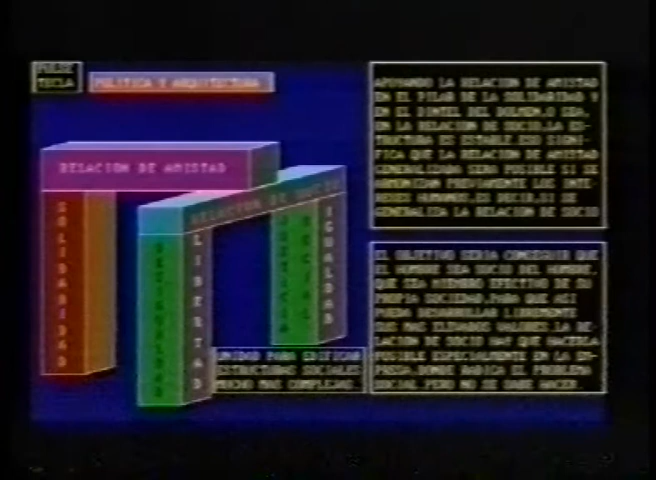 PULSE
TECLA
POLITICA Y ARQUITECTURA
APOYANDO LA RELACION DE AMISTAD
EN EL PILAR DE LA SOLIDARIDAD Y
EN EL DINTEL DEL DOLMEN,O SEA,
EN LA RELACION DE SOCIO,LA ES-
TRUCTURA ES ESTABLE.ESO SIGNI-
FICA QUE LA RELACION DE AMISTAD
GENERALIZADA SERA POSIBLE SI SE
ARMONIZAN PREVIAMENTE LOS INTE-
RESES HUMANOS,ES DECIR,SI SE
GENERALIZA LA RELACION DE SOCIO
RELACION DE AMISTAD
RELACION DE SOCIO
SOLIDARIDAD
LIBERTAD
JUSTICIA
SOCIAL
IGUALDAD
UNIDAD PARA EDIFICAR
ESTRUCTURAS SOCIALES
MUCHO MAS COMPLEJAS
EL OBJETIVO SERIA CONSEGUIR QUE
EL HOMBRE SEA SOCIO DEL HOMBRE,
QUE SEA MIEMBRO EFECTIVO DE SU
PROPIA SOCIEDAD,PARA QUE ASI
PUEDA DESARROLLAR LIBREMENTE
SUS MAS ELEVADOS VALORES.LA RE-
LACION DE SOCIO HAY QUE HACERLA
POSIBLE ESPECIALMENTE EN LA EM-
PRESA,DONDE RADICA EL PROBLEMA
SOCIAL,PERO NO SE DEBE HACER